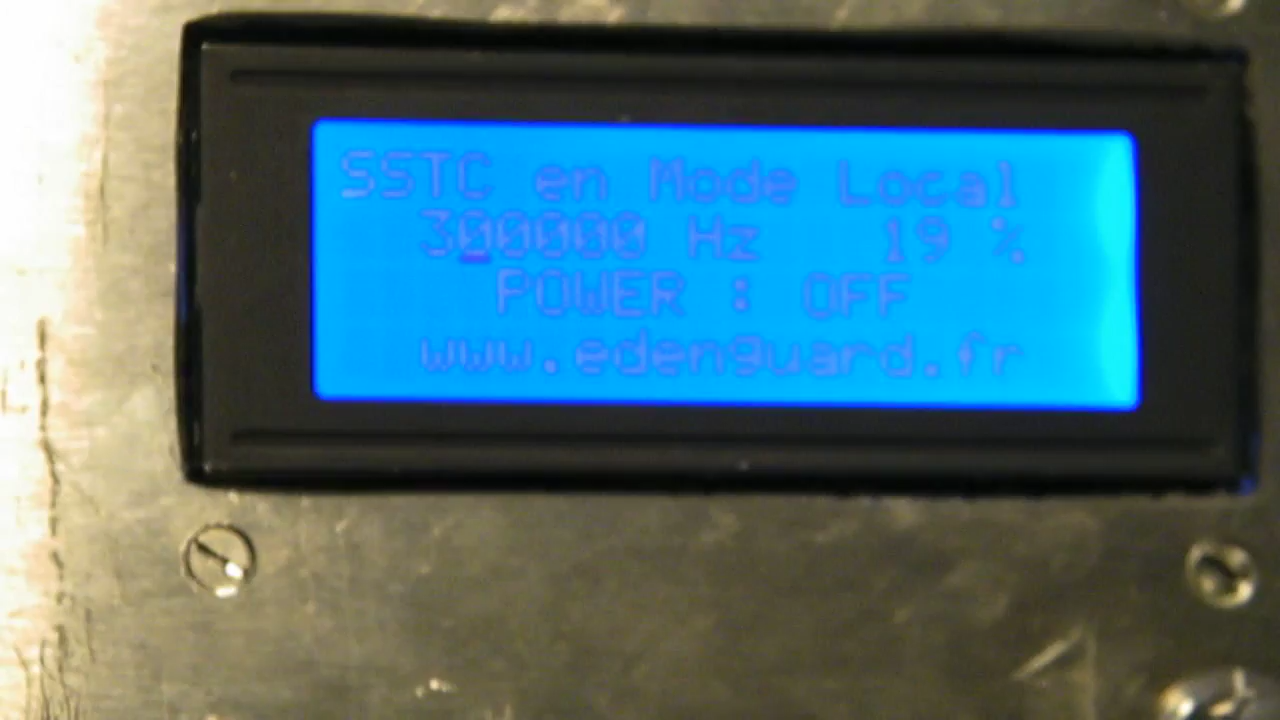 SSTC en Mode Local
300000 Hz 19 %
POWER : OFF
www.edenguard.fr